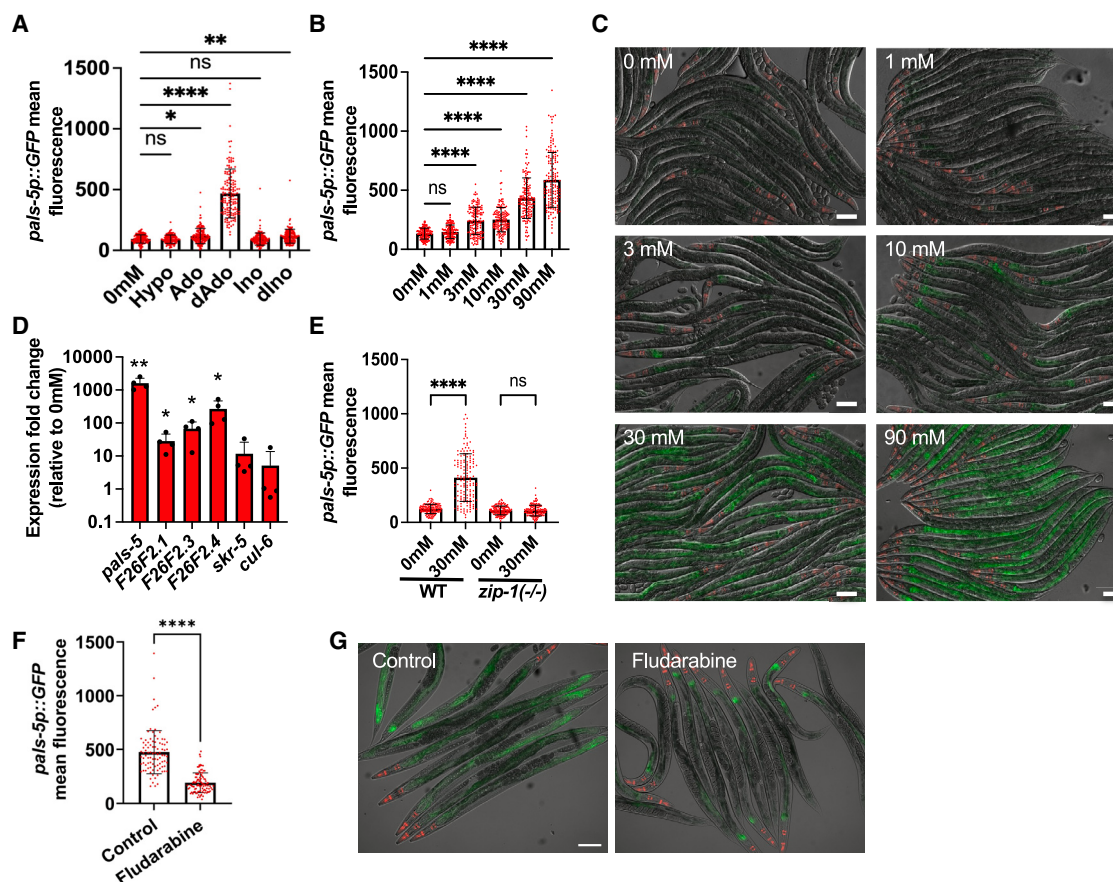 A
pals-5p::GFP mean
fluorescence
1500
1000
500
0
**
ns
****
*
ns
0mM
Hypo
Ado
dAdo
Ino
dIno
B
pals-5p::GFP mean
fluorescence
1500
1000
500
0
****
****
****
****
ns
0mM
1mM
3mM
10mM
30mM
90mM
C
0 mM
1 mM
3 mM
10 mM
30 mM
90 mM
D
Expression fold change
(relative to 0mM)
10000
1000
100
10
1
0.1
**
*
*
*
pals-5
F26F2.1
F26F2.3
F26F2.4
skr-5
cul-6
E
pals-5p::GFP mean
fluorescence
1500
1000
500
0
****
ns
0mM
30mM
0mM
30mM
WT
zip-1(-/-)
F
pals-5p::GFP
mean fluorescence
1500
1000
500
0
****
Control
Fludarabine
G
Control
Fludarabine